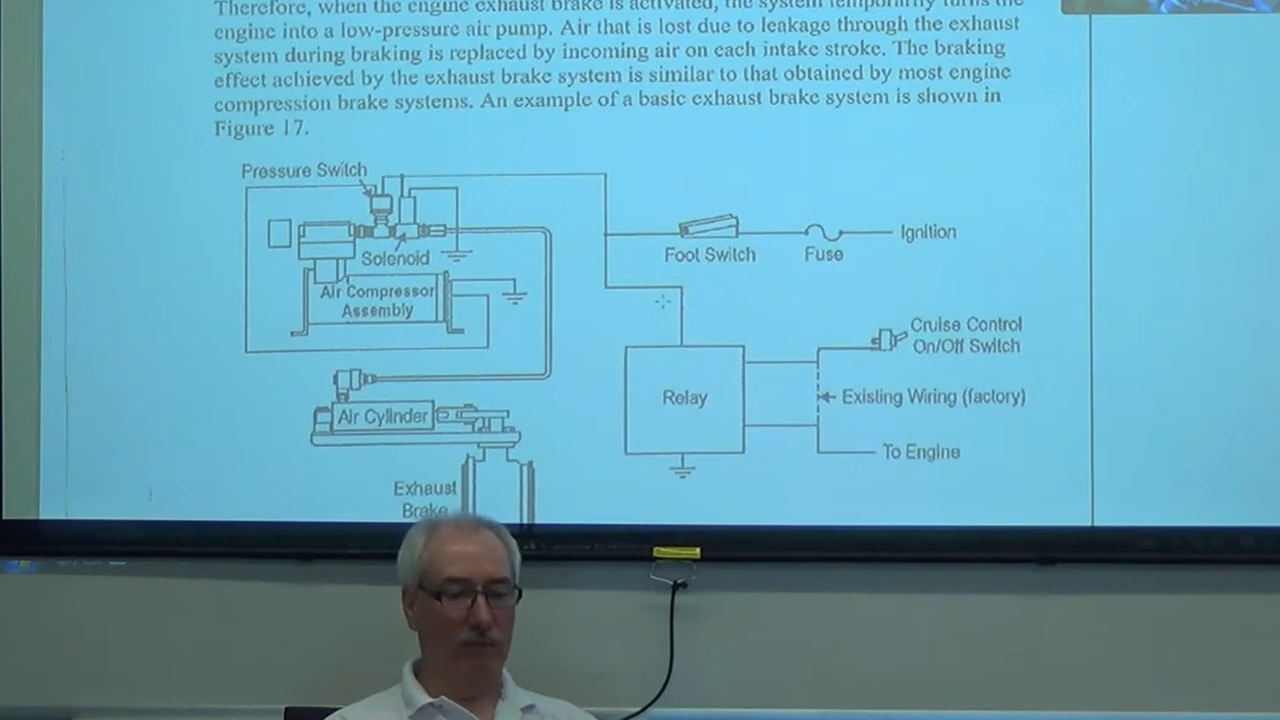 Therefore, when the engine exhaust brake is activated, the system temporarily turns the
engine into a low-pressure air pump. Air that is lost due to leakage through the exhaust
system during braking is replaced by incoming air on each intake stroke. The braking
effect achieved by the exhaust brake system is similar to that obtained by most engine
compression brake systems. An example of a basic exhaust brake system is shown in
Figure 17.
Pressure Switch
Solenoid
Air Compressor
Assembly
Foot Switch
Fuse
Ignition
Cruise Control
On/Off Switch
Relay
Existing Wiring (factory)
To Engine
Air Cylinder
Exhaust
Brake